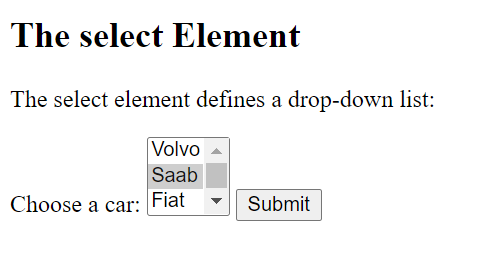 The select Element
The select element defines a drop-down list:
Volvo
Saab
Fiat
Choose a car:
Submit